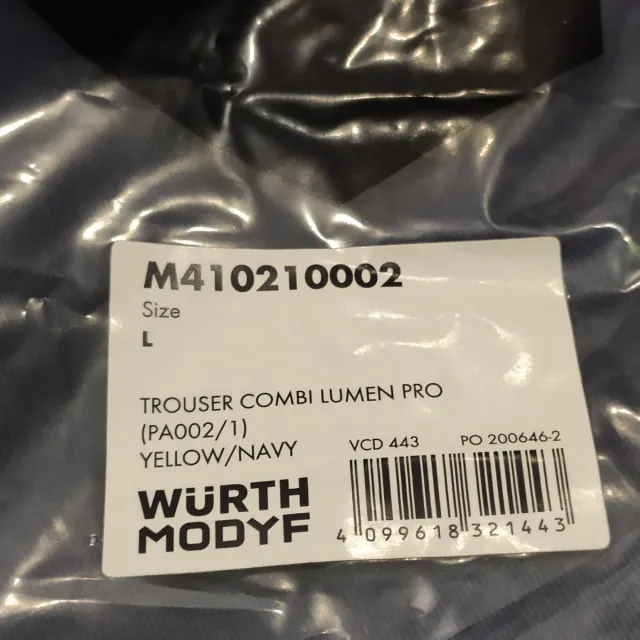 M410210002
Size
L
TROUSER COMBI LUMEN PRO
(PA002/1)
YELLOW/NAVY
VCD 443 PO 200646-2
WÜRTH
MODYF
4 099618 321443